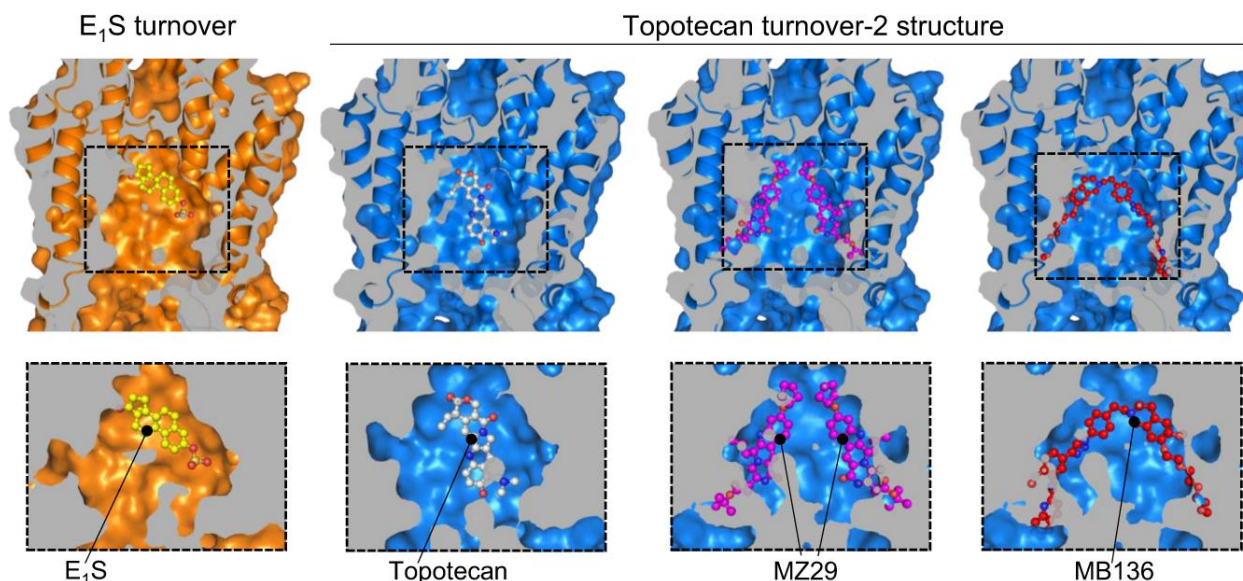 E₁S turnover
Topotecan turnover-2 structure
E₁S
Topotecan
MZ29
MB136